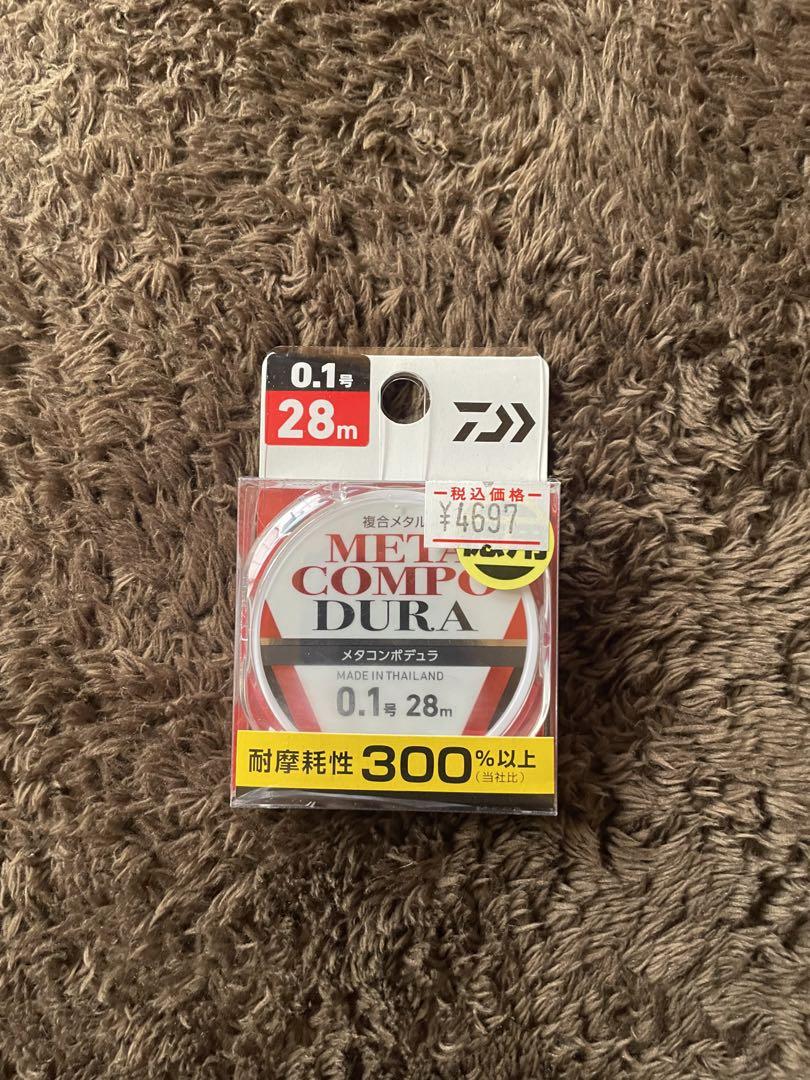 0.1号
28m
税込価格
¥4697
複合メタル
META
COMPO
DURA
メタコンポデュラ
MADE IN THAILAND
0.1号 28m
耐摩耗性 300%以上
(当社比)